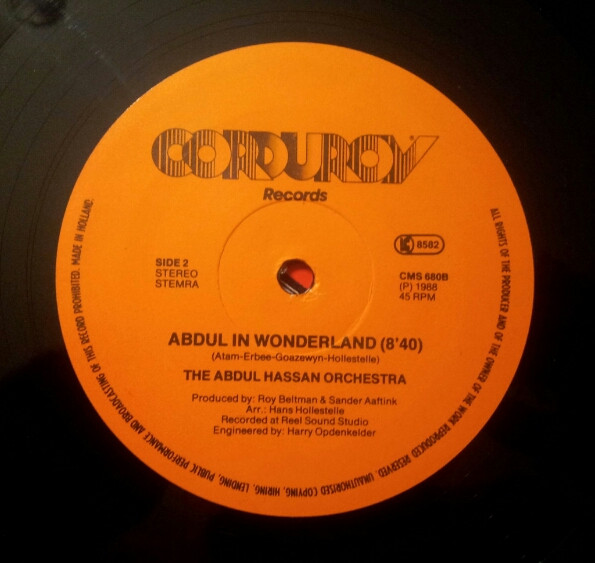 CORDUROY
Records
SIDE 2
STEREO
STEMRA
LC 8582
CMS 680B
(P) 1988
45 RPM
ABDUL IN WONDERLAND (8'40)
(Atam-Erbee-Goazewyn-Hollestelle)
THE ABDUL HASSAN ORCHESTRA
Produced by: Roy Beltman & Sander Aaftink
Arr.: Hans Hollestelle
Recorded at Reel Sound Studio
Engineered by: Harry Opdenkelder
ALL RIGHTS OF THE PRODUCER AND OF THE OWNER OF THE WORK REPRODUCED RESERVED. UNAUTHORISED COPYING, HIRING, LENDING, PUBLIC PERFORMANCE AND BROADCASTING OF THIS RECORD PROHIBITED. MADE IN HOLLAND.